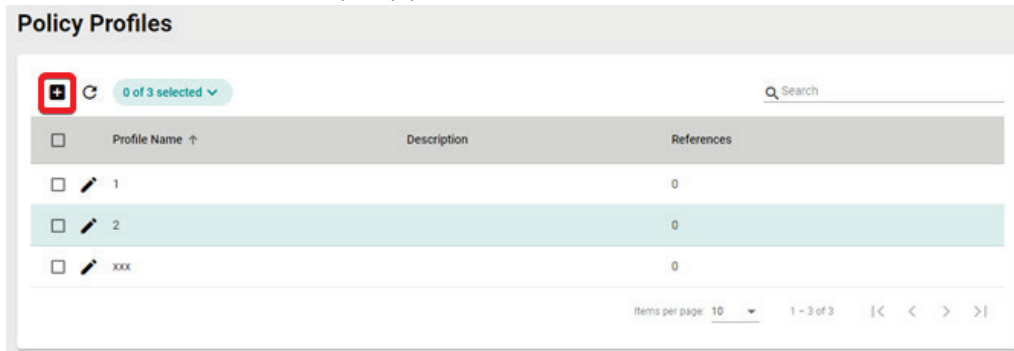 Policy Profiles
0 of 3 selected
Search
Profile Name ↑ Description References
1 0
2 0
xxx 0
Items per page: 10 1 – 3 of 3